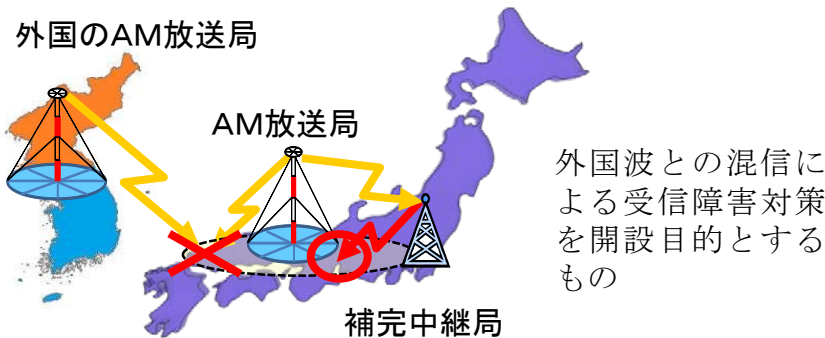 外国のAM放送局
AM放送局
補完中継局
外国波との混信に
よる受信障害対策
を開設目的とする
もの